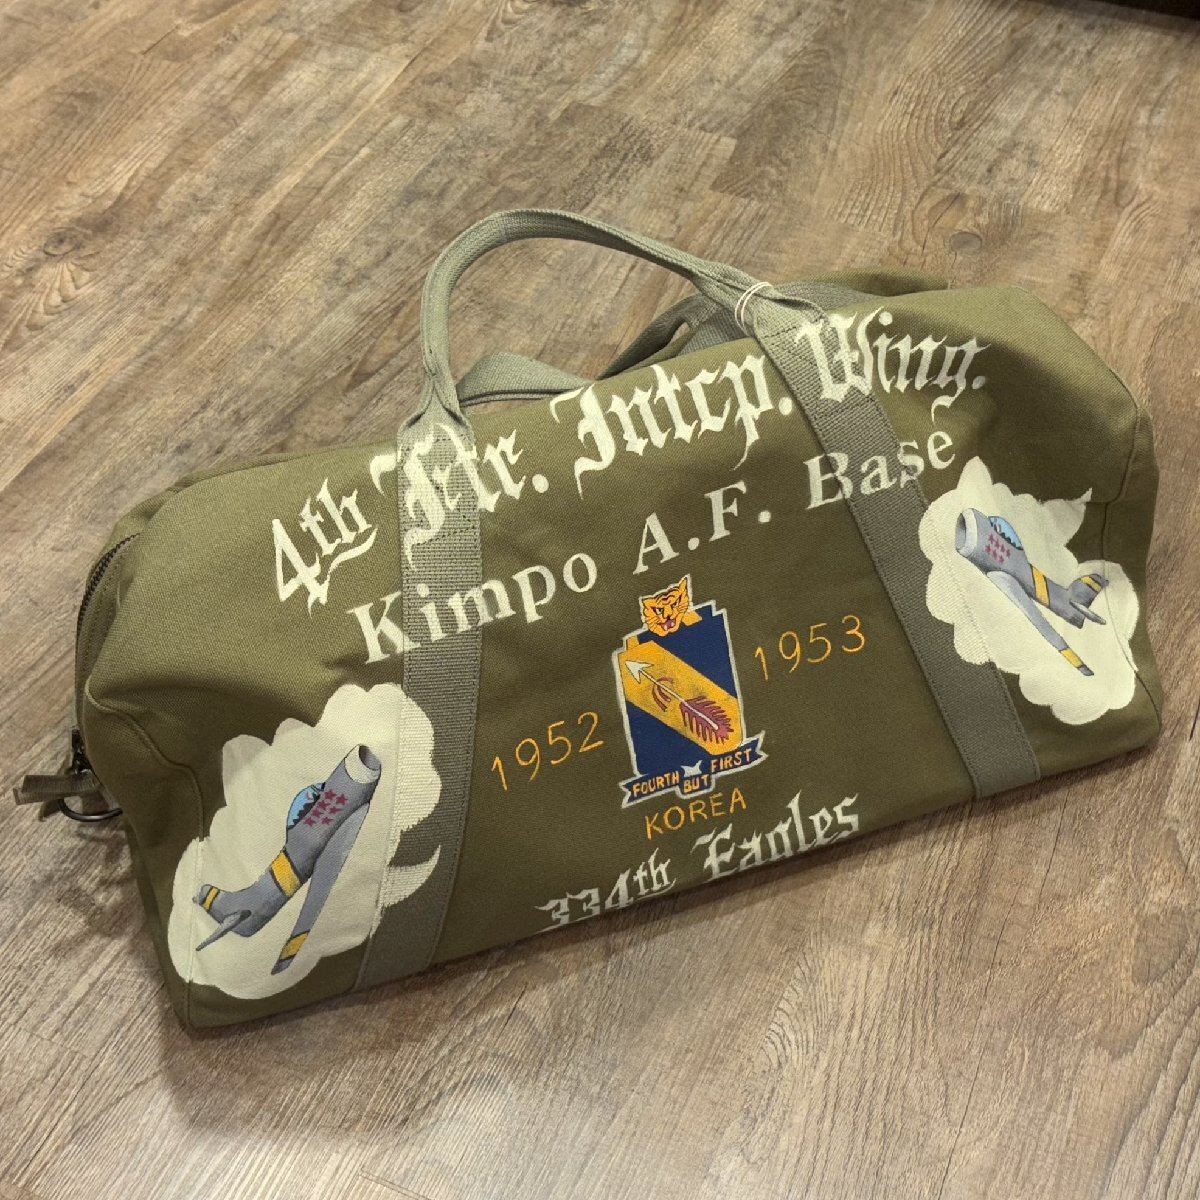 4th Ftr. Intcp. Wing.
Kimpo A.F. Base
1952
1953
FOURTH BUT FIRST
KOREA
334th Eagles